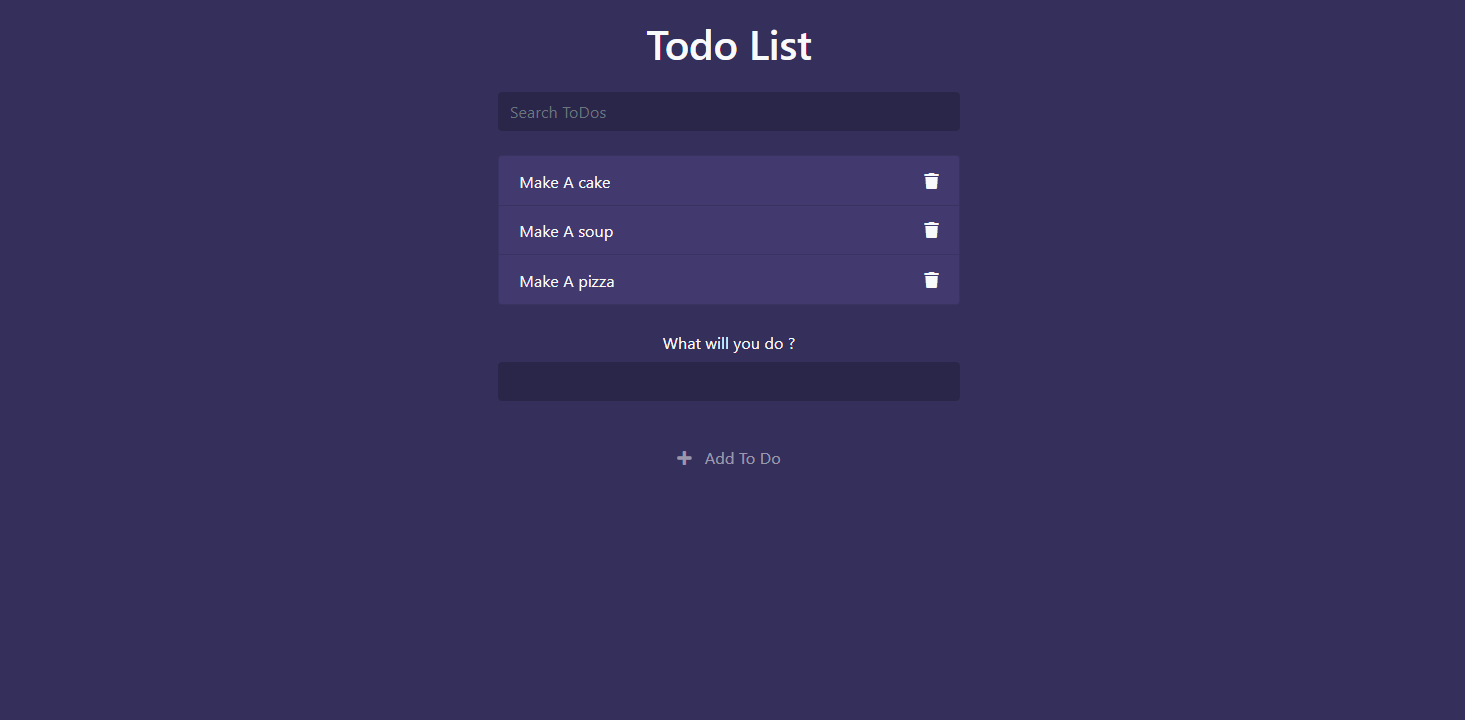 Todo List
Search ToDos
Make A cake
Make A soup
Make A pizza
What will you do ?
Add To Do